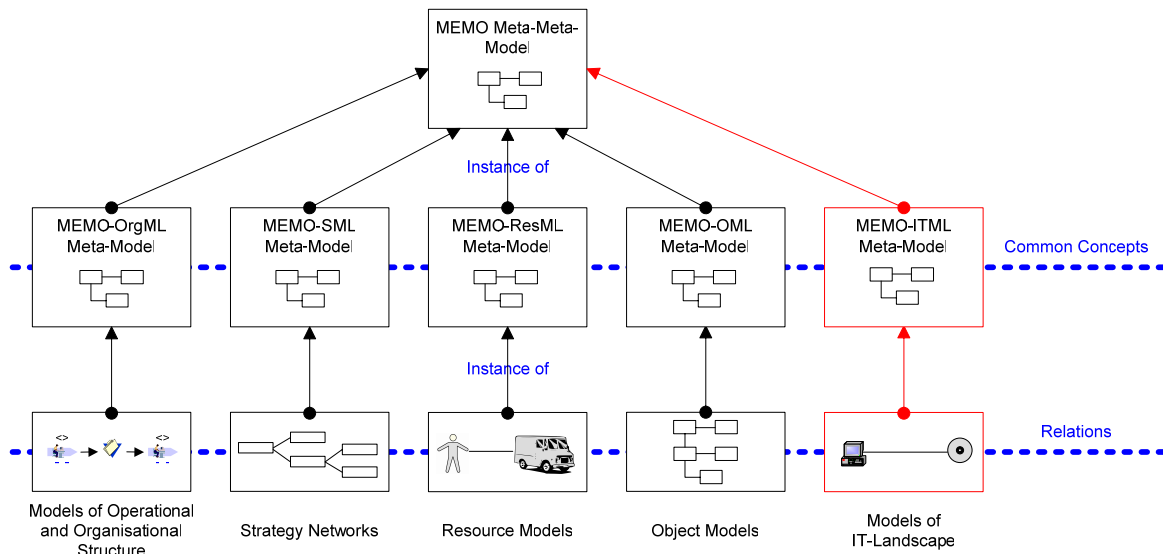 MEMO Meta-Meta-
Model
Instance of
MEMO-OrgML
Meta-Model
MEMO-SML
Meta-Model
MEMO-ResML
Meta-Model
MEMO-OML
Meta-Model
MEMO-ITML
Meta-Model
Common Concepts
Instance of
<>
<>
Relations
Models of Operational
and Organisational
Structure
Strategy Networks
Resource Models
Object Models
Models of
IT-Landscape